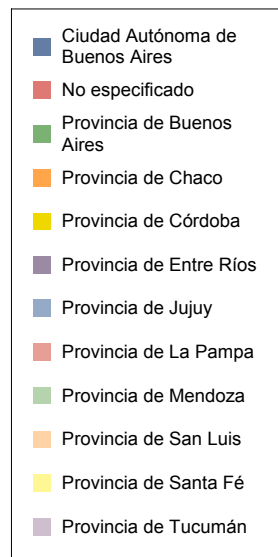 Ciudad Autónoma de
Buenos Aires
No especificado
Provincia de Buenos
Aires
Provincia de Chaco
Provincia de Córdoba
Provincia de Entre Ríos
Provincia de Jujuy
Provincia de La Pampa
Provincia de Mendoza
Provincia de San Luis
Provincia de Santa Fé
Provincia de Tucumán